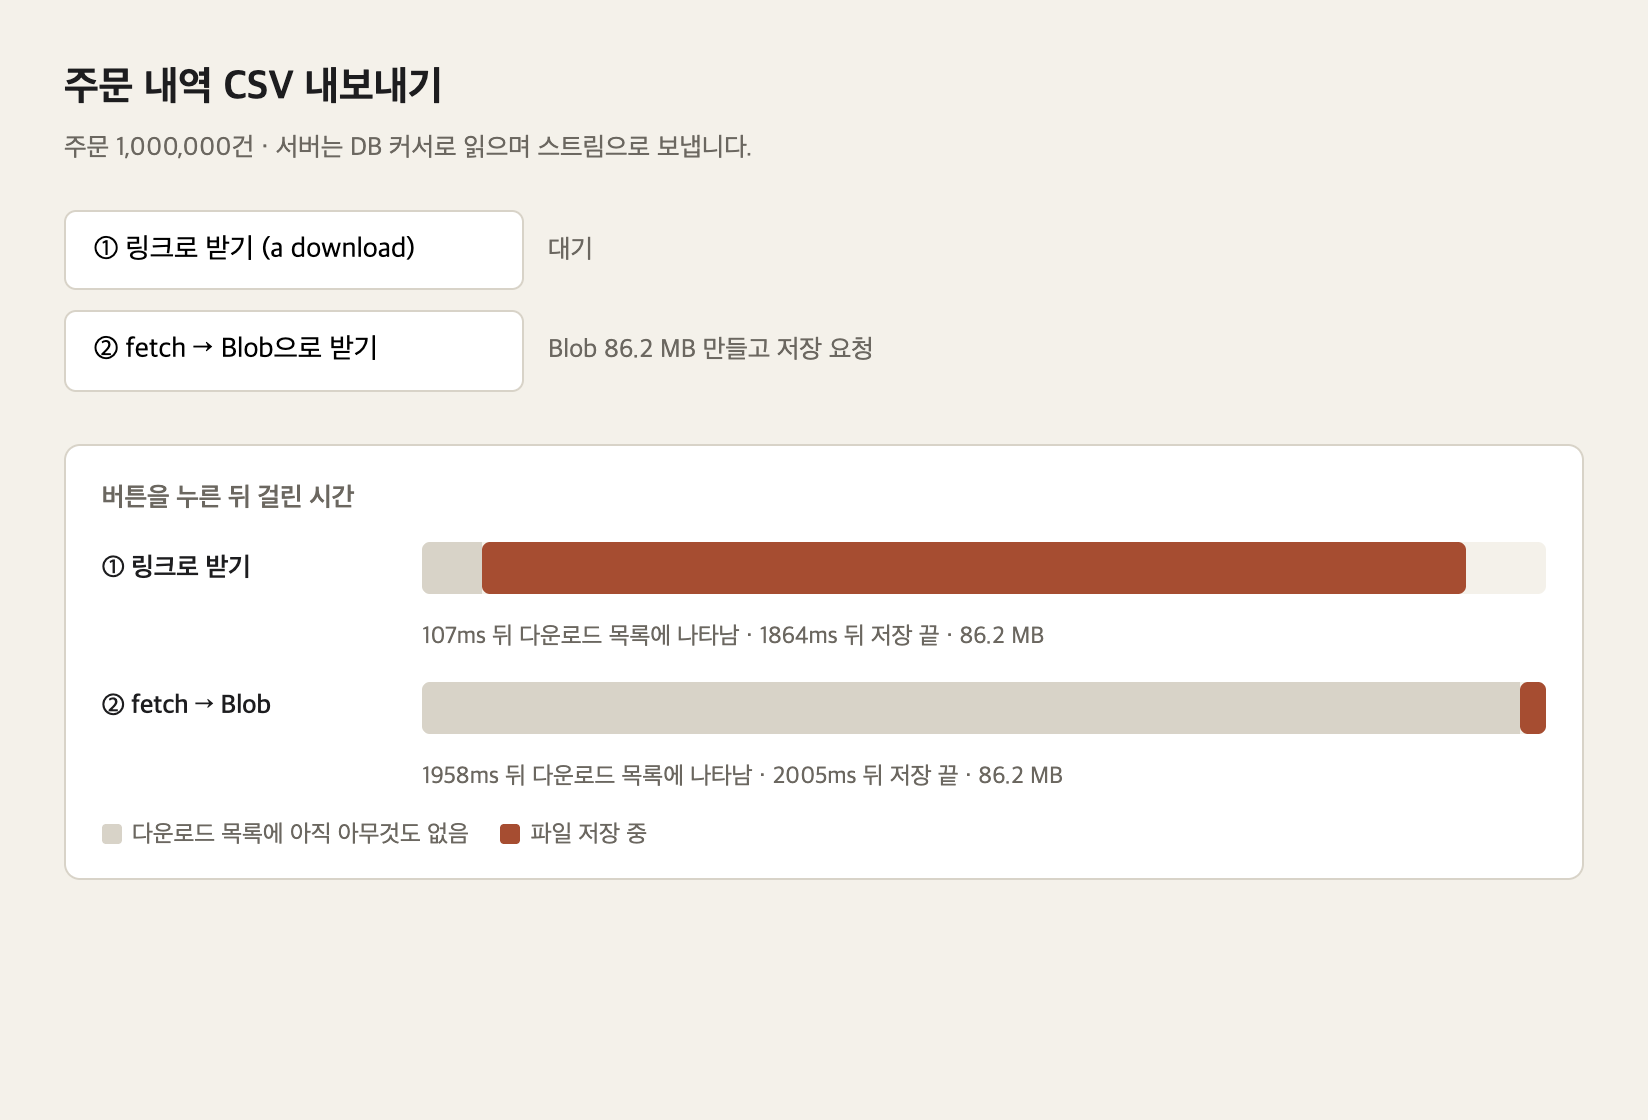 주문 내역 CSV 내보내기
주문 1,000,000건 · 서버는 DB 커서로 읽으며 스트림으로 보냅니다.
① 링크로 받기 (a download)
대기
② fetch → Blob으로 받기
Blob 86.2 MB 만들고 저장 요청
버튼을 누른 뒤 걸린 시간
① 링크로 받기
107ms 뒤 다운로드 목록에 나타남 · 1864ms 뒤 저장 끝 · 86.2 MB
② fetch → Blob
1958ms 뒤 다운로드 목록에 나타남 · 2005ms 뒤 저장 끝 · 86.2 MB
다운로드 목록에 아직 아무것도 없음
파일 저장 중